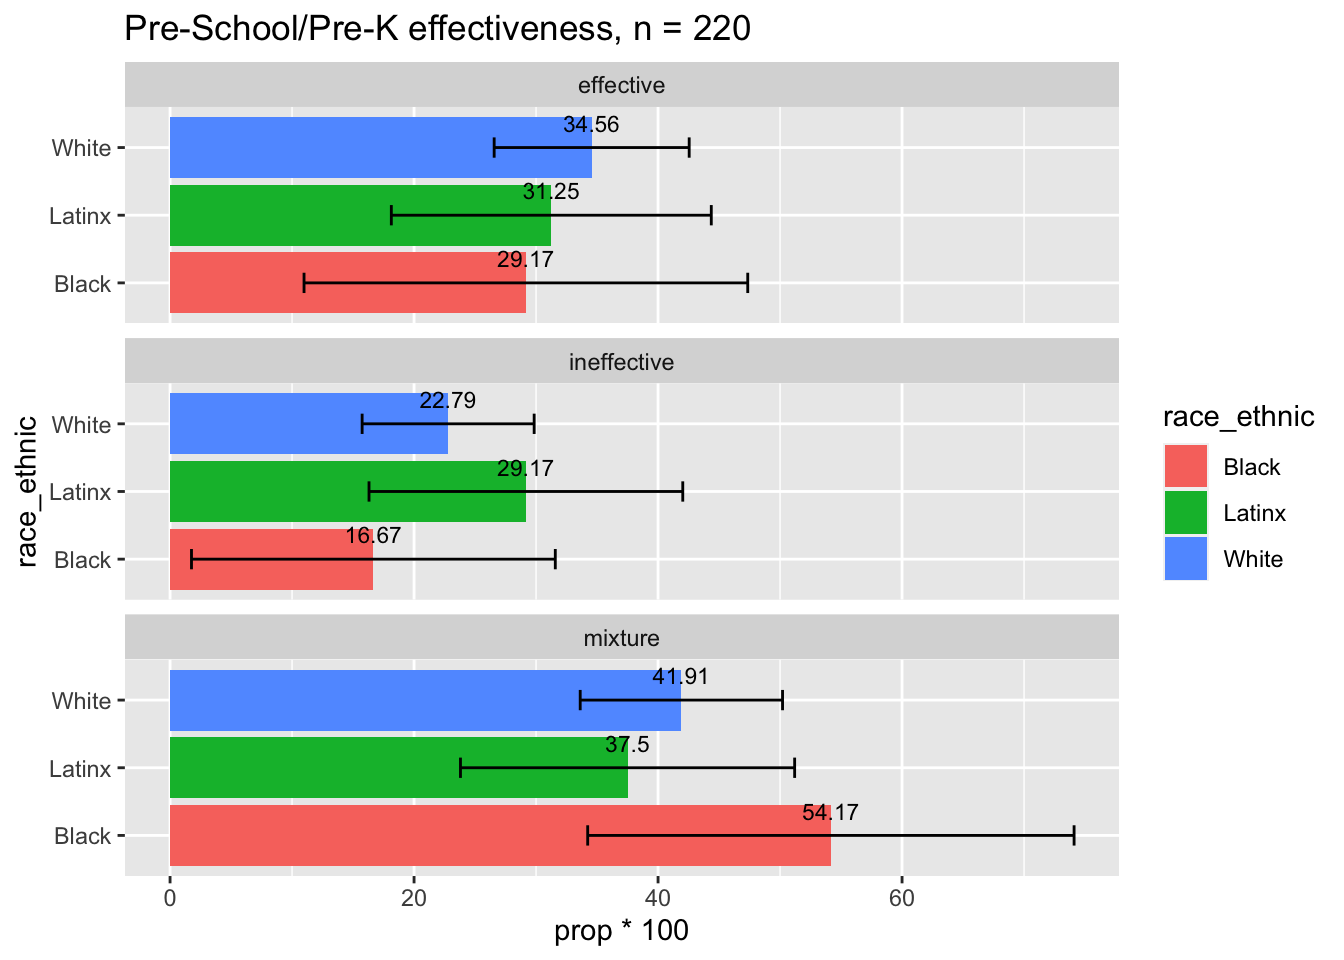 Pre-School/Pre-K effectiveness, n = 220
effective
White
34.56
Latinx
31.25
Black
29.17
ineffective
White
22.79
Latinx
29.17
Black
16.67
mixture
White
41.91
Latinx
37.5
Black
54.17
0 20 40 60
prop * 100
race_ethnic
race_ethnic
Black
Latinx
White